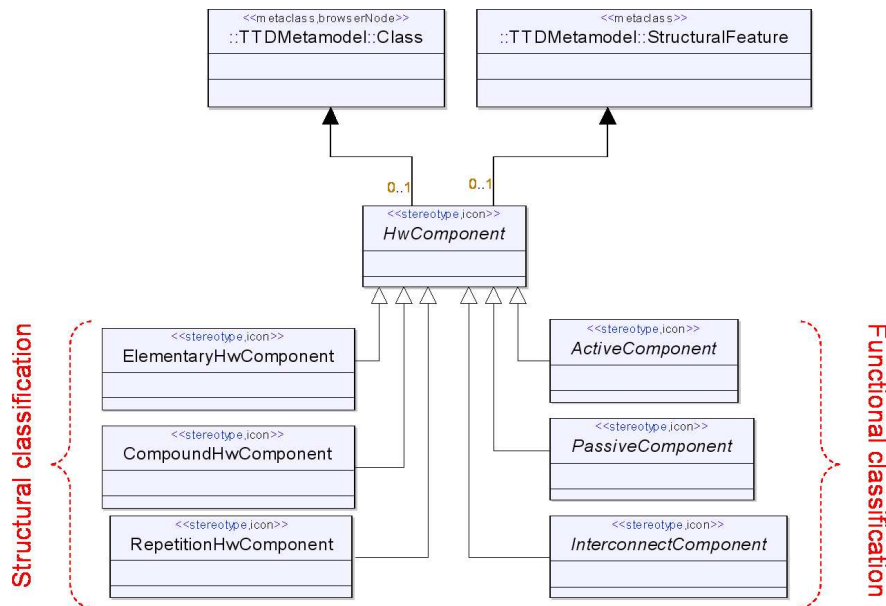 <<metaclass,browserNode>>
::TTDMetamodel::Class
<<metaclass>>
::TTDMetamodel::StructuralFeature
0..1
0..1
<<stereotype,icon>>
HwComponent
Structural classification
<<stereotype,icon>>
ElementaryHwComponent
<<stereotype,icon>>
CompoundHwComponent
<<stereotype,icon>>
RepetitionHwComponent
<<stereotype,icon>>
ActiveComponent
<<stereotype,icon>>
PassiveComponent
<<stereotype,icon>>
InterconnectComponent
Functional classification